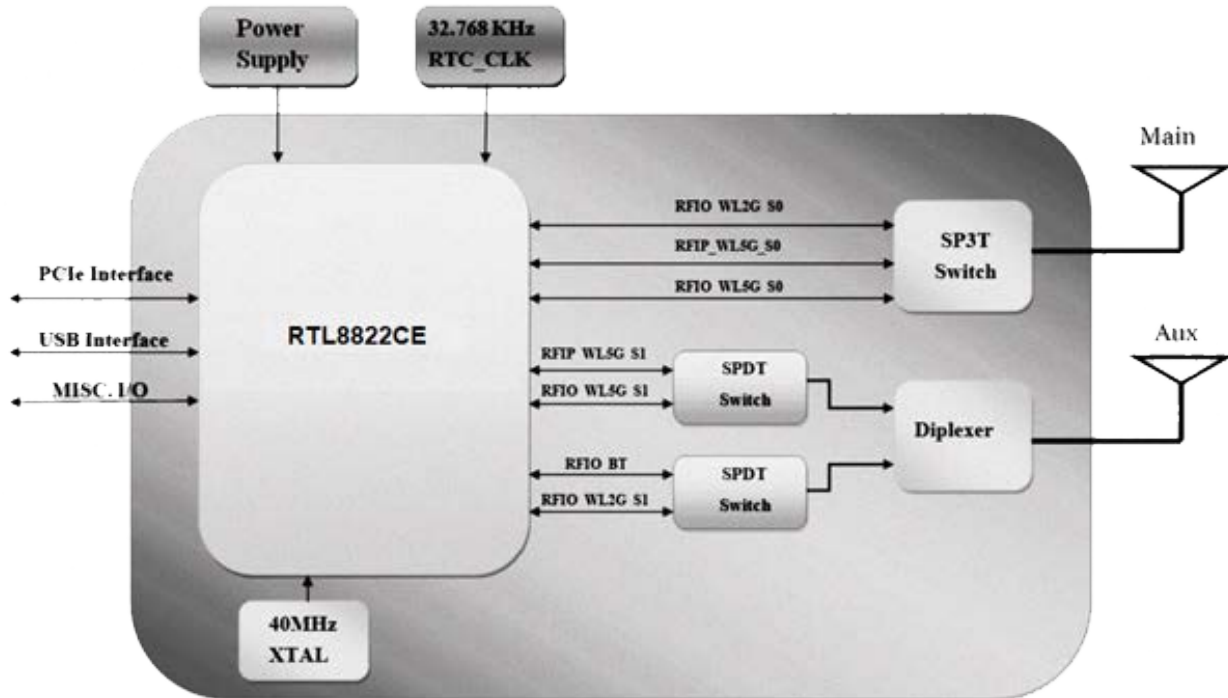 Power
Supply
32.768 KHz
RTC_CLK
Main
RFIO WL2G S0
RFIP_WL5G_S0
RFIO WL5G S0
SP3T
Switch
PCIe Interface
USB Interface
MISC. I/O
RTL8822CE
Aux
RFIP WL5G S1
RFIO WL5G S1
SPDT
Switch
Diplexer
RFIO BT
RFIO WL2G S1
SPDT
Switch
40MHz
XTAL